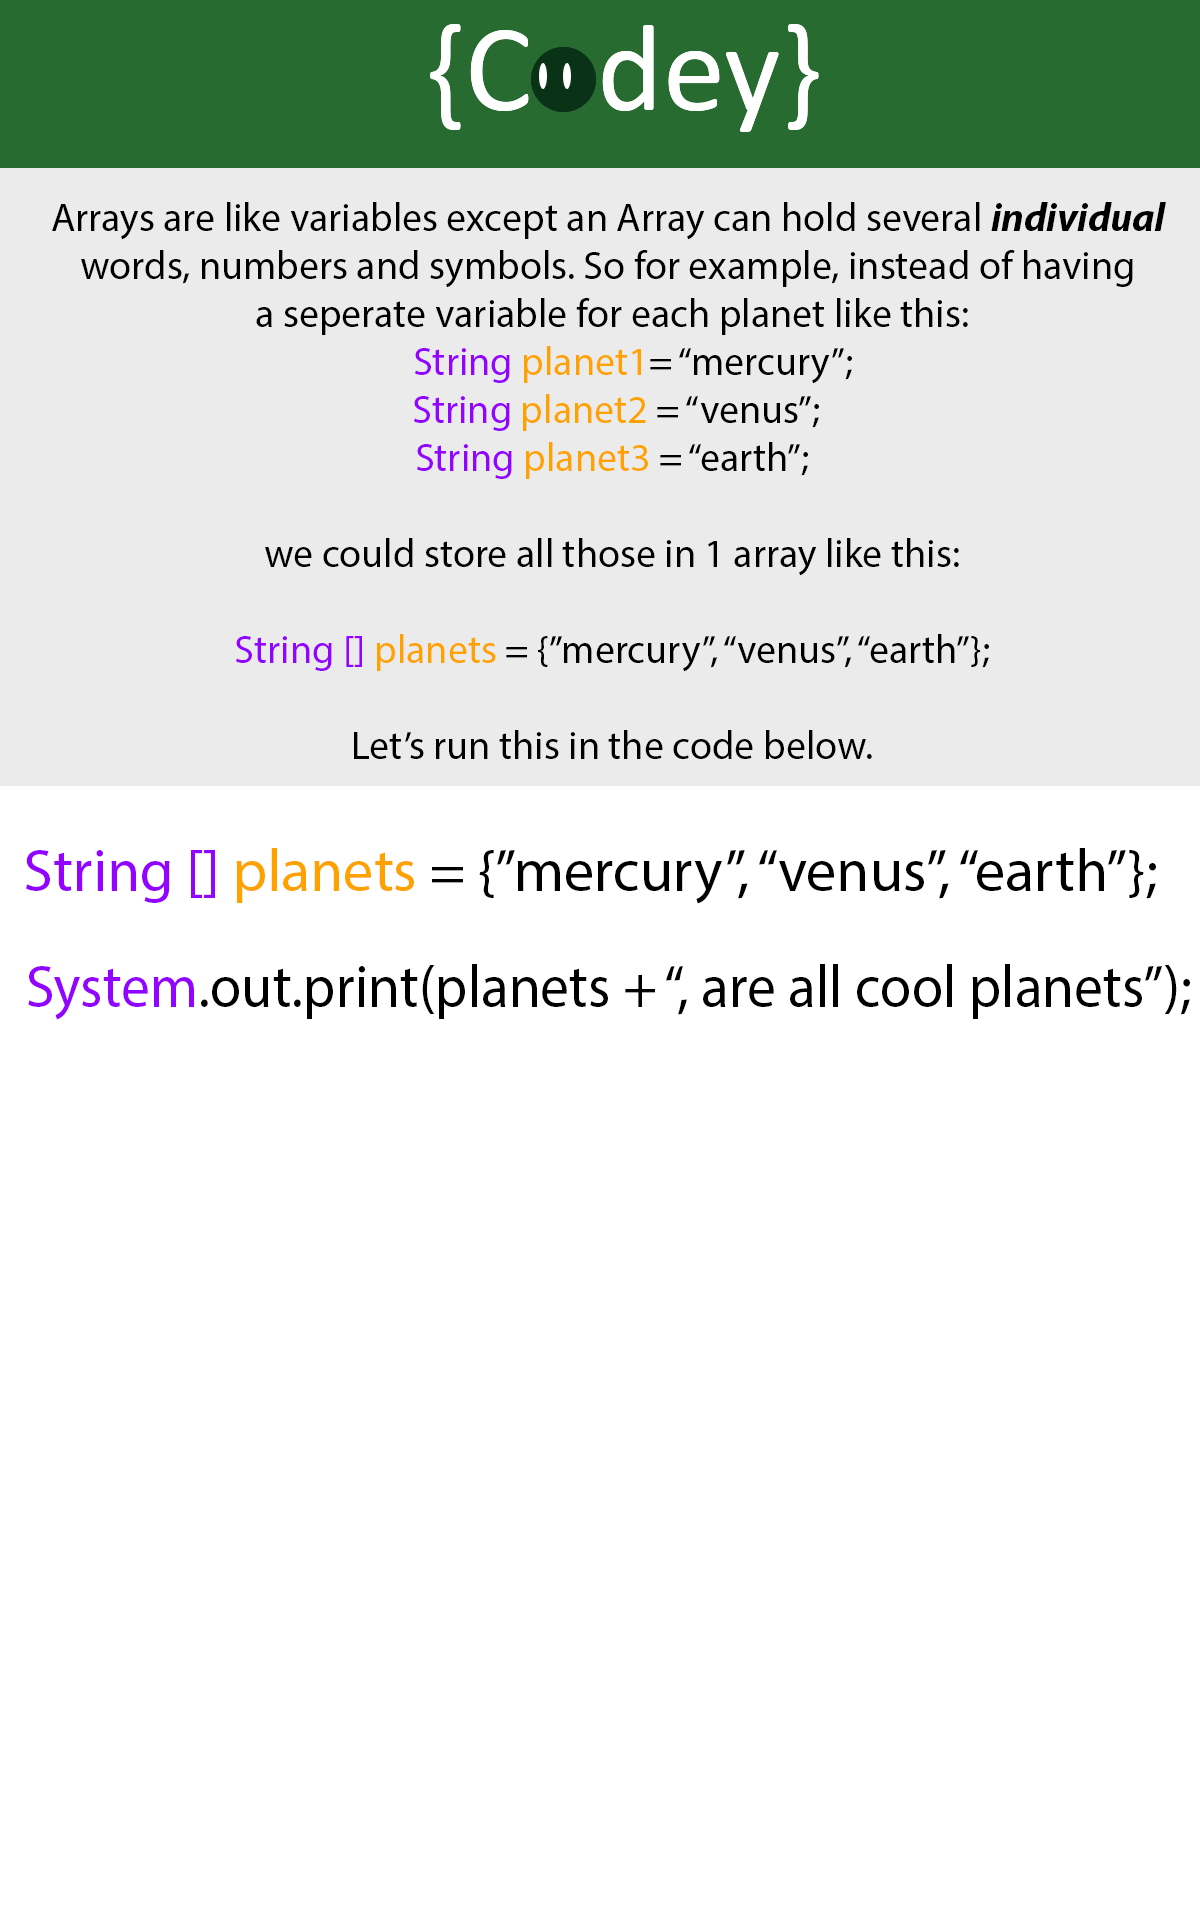 {Codey}
Arrays are like variables except an Array can hold several individual
words, numbers and symbols. So for example, instead of having
a seperate variable for each planet like this:
String planet1= “mercury”;
String planet2 = “venus”;
String planet3 = “earth”;
we could store all those in 1 array like this:
String [] planets = {”mercury”, “venus”, “earth”};
Let’s run this in the code below.
String [] planets = {”mercury”, “venus”, “earth”};
System.out.print(planets + “, are all cool planets”);